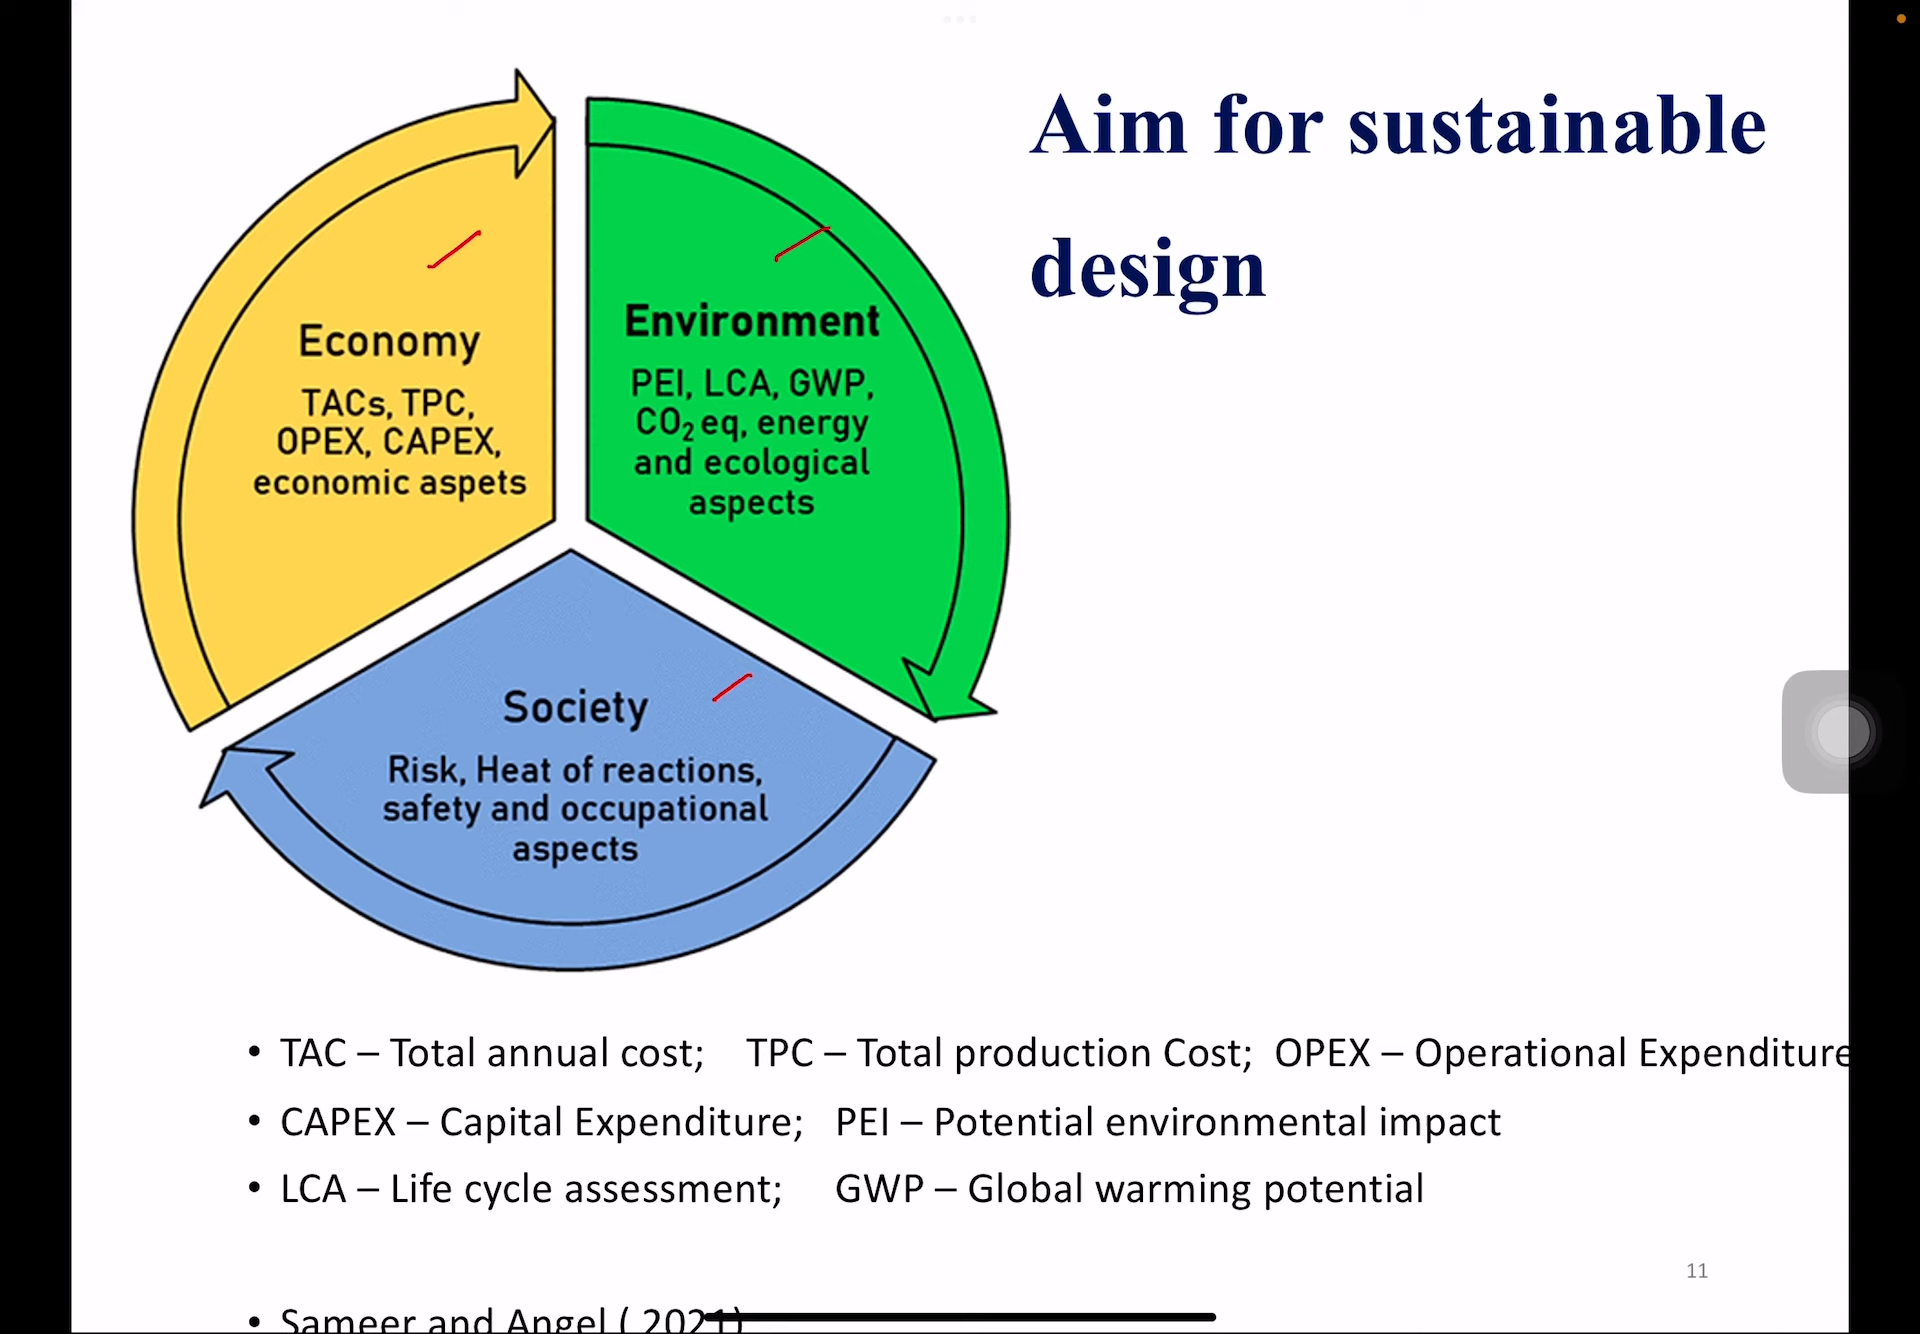 Aim for sustainable
design
Economy
TACs, TPC,
OPEX, CAPEX,
economic aspets
Environment
PEI, LCA, GWP,
CO₂ eq, energy
and ecological
aspects
Society
Risk, Heat of reactions,
safety and occupational
aspects
• TAC – Total annual cost; TPC – Total production Cost; OPEX – Operational Expenditure
• CAPEX – Capital Expenditure; PEI – Potential environmental impact
• LCA – Life cycle assessment; GWP – Global warming potential
11
• Sameer and Angel ( 2021)